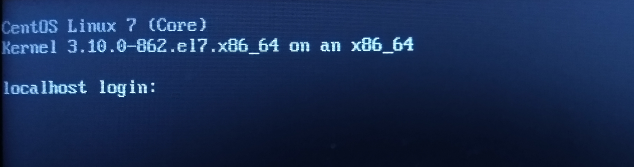 CentOS Linux 7 (Core)
Kernel 3.10.0-862.el7.x86_64 on an x86_64
localhost login: